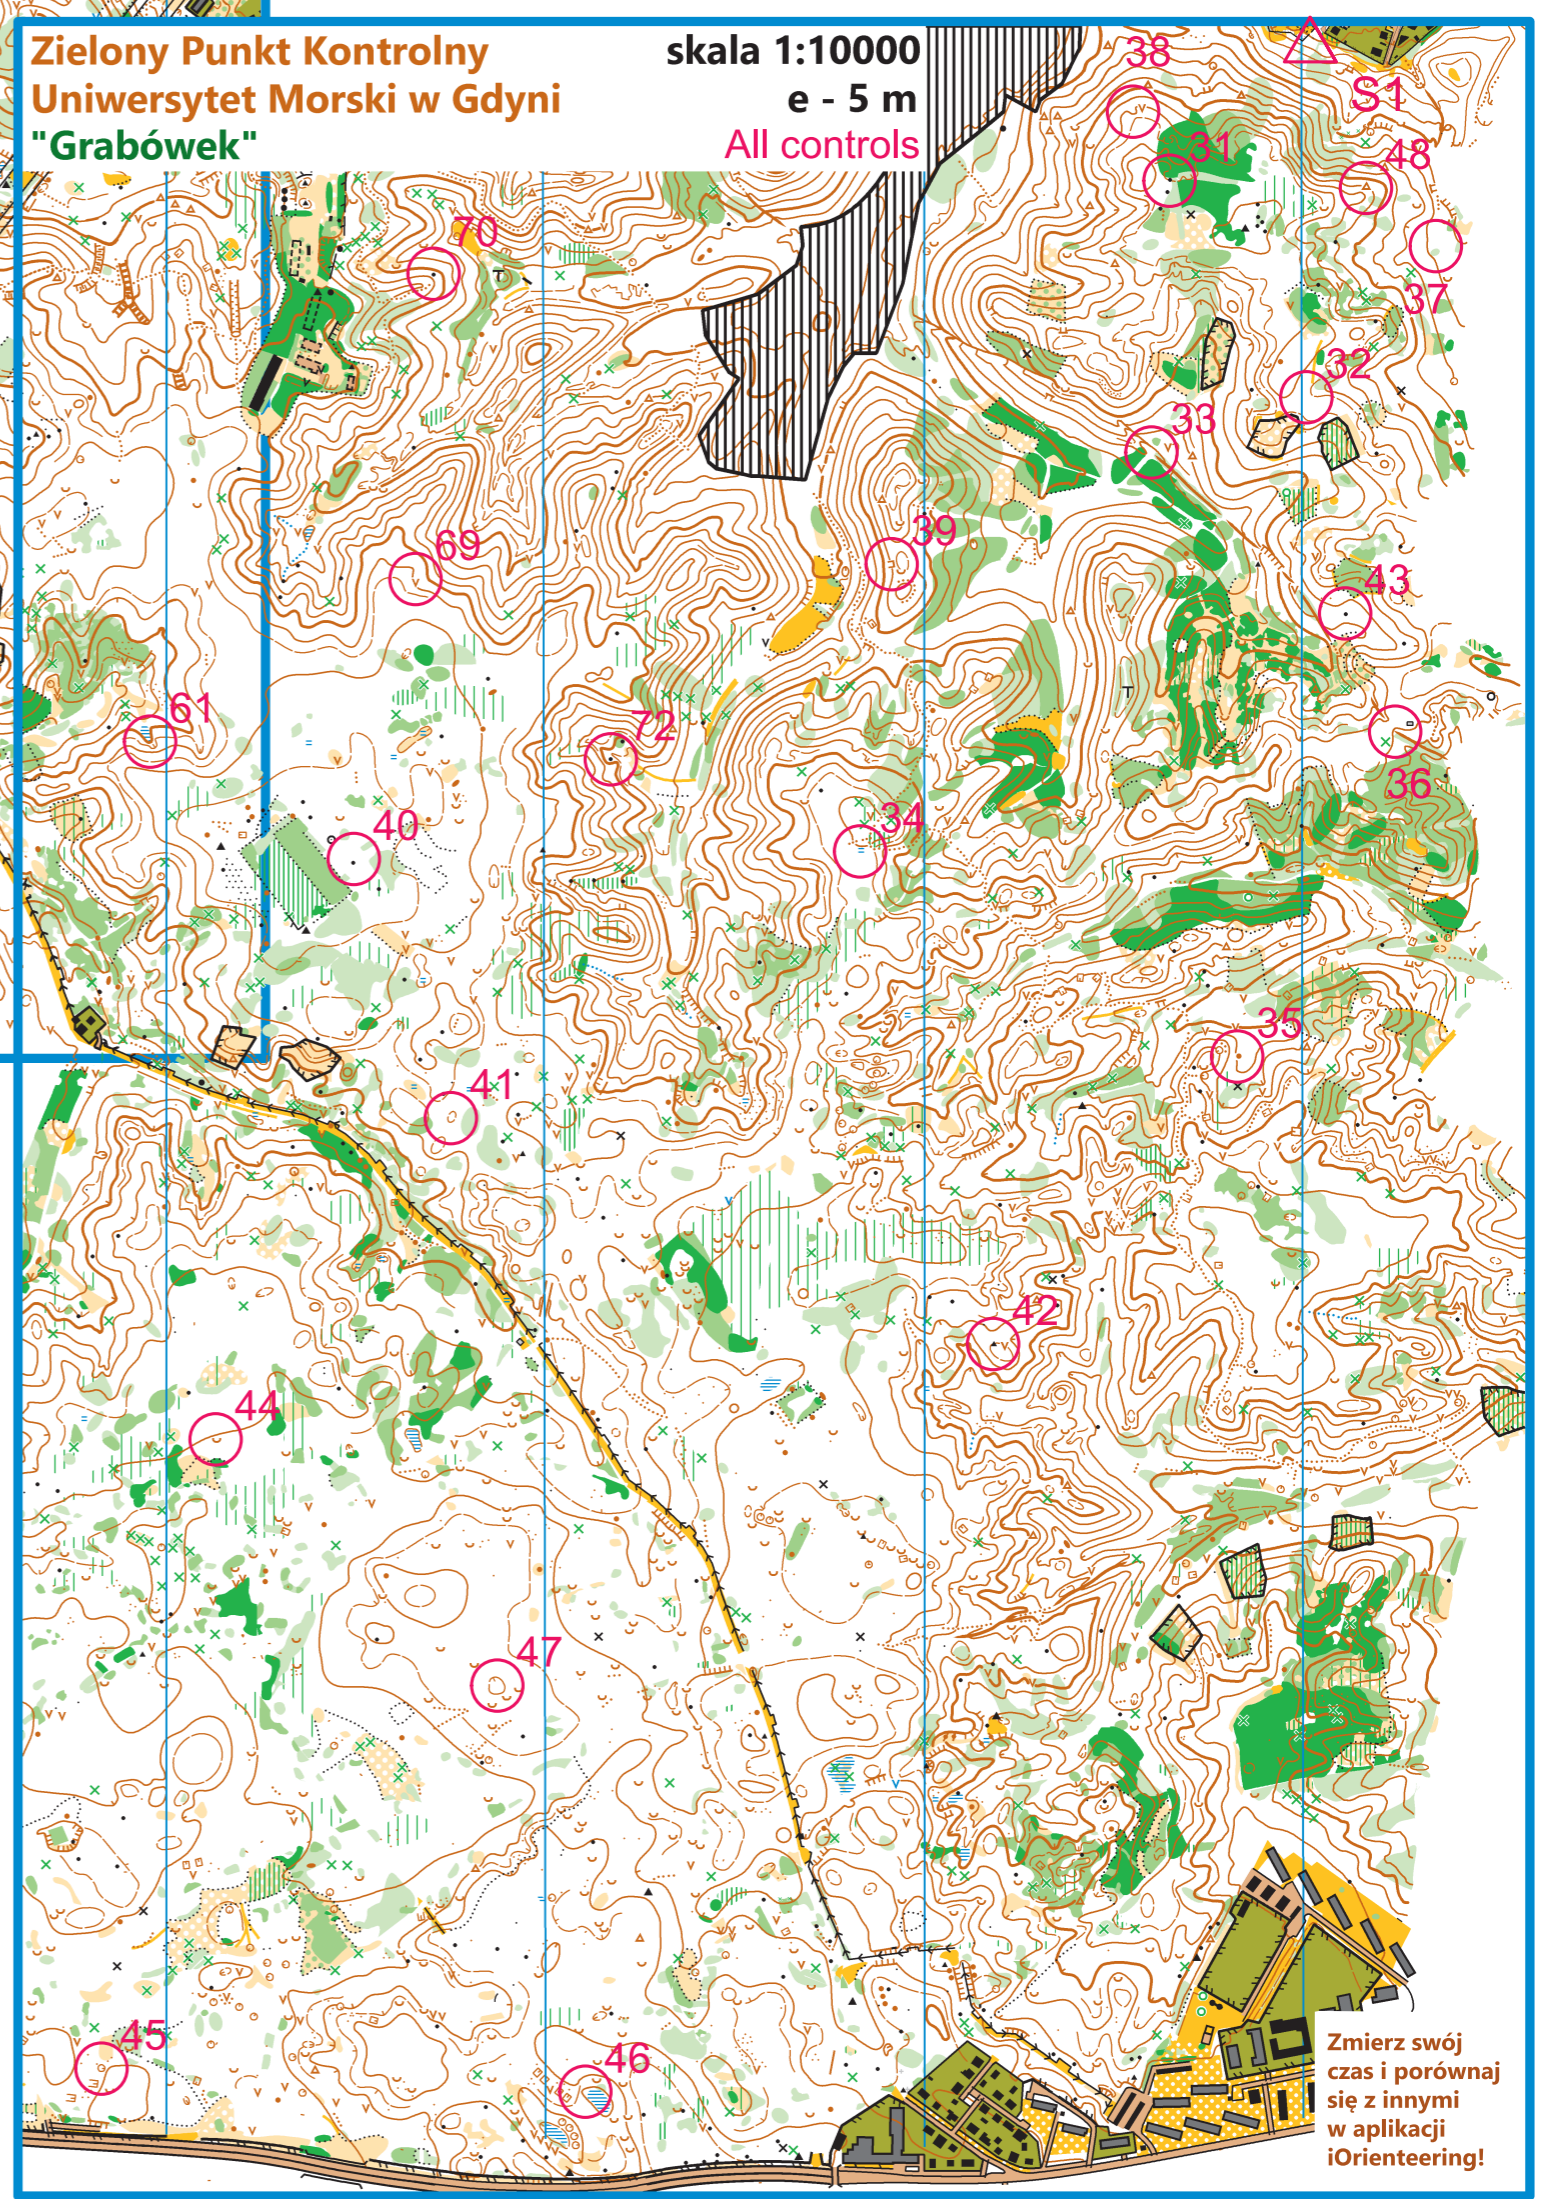 Zielony Punkt Kontrolny
Uniwersytet Morski w Gdyni
"Grabówek"
skala 1:10000
e - 5 m
All controls
38
S1
31
48
70
37
32
33
39
69
43
61
72
36
40
34
35
41
42
44
47
45
46
Zmierz swój
czas i porównaj
się z innymi
w aplikacji
iOrienteering!